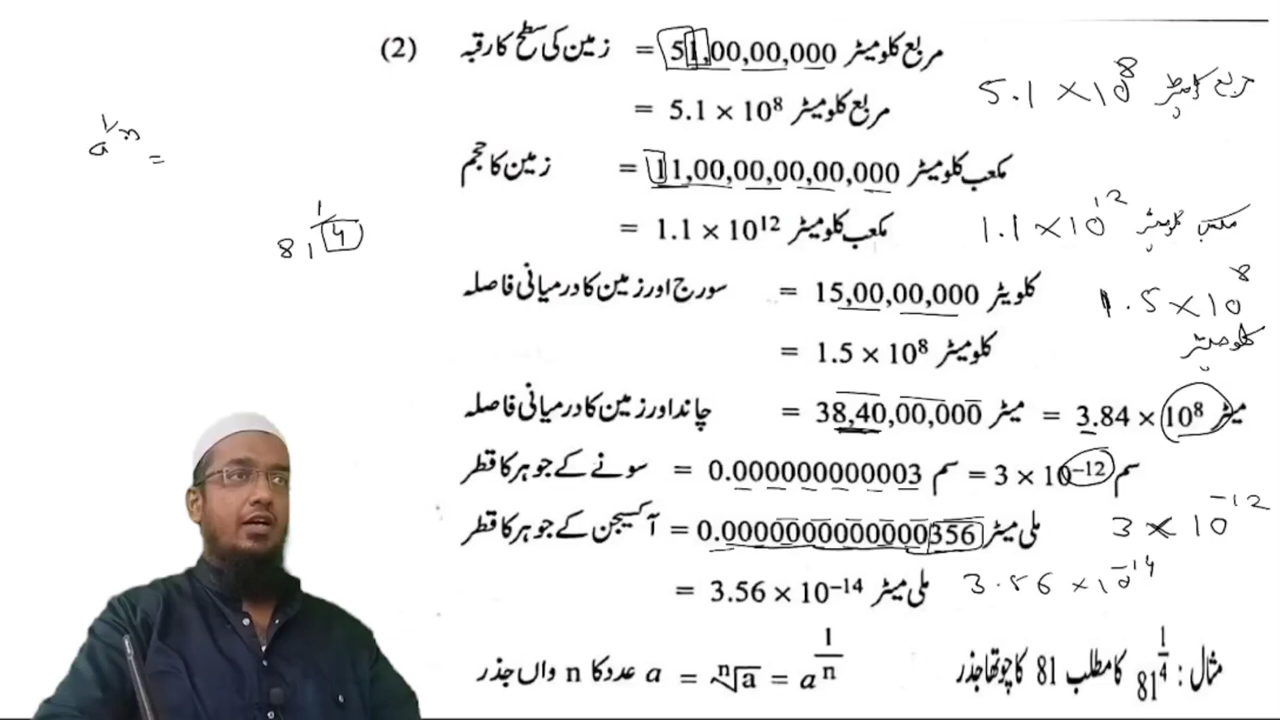 (2) زمین کی سطح کا رقبہ = 51,00,00,000 مربع کلومیٹر
= 5.1 × 10⁸ مربع کلومیٹر
5.1 × 10⁸ مربع کلومیٹر
زمین کا حجم = 11,00,00,00,00,000 مکعب کلومیٹر
= 1.1 × 10¹² مکعب کلومیٹر
1.1 × 10¹² مکعب کلومیٹر
سورج اور زمین کا درمیانی فاصلہ = 15,00,00,000 کلومیٹر
1.5 × 10⁸
کلومیٹر
= 1.5 × 10⁸ کلومیٹر
چاند اور زمین کا درمیانی فاصلہ = 38,40,00,000 میٹر = 3.84 × 10⁸ میٹر
سونے کے جوہر کا قطر = 0.000000000003 سم = 3 × 10⁻¹² سم
3 × 10⁻¹²
آکسیجن کے جوہر کا قطر = 0.00000000000000356 ملی میٹر
= 3.56 × 10⁻¹⁴ ملی میٹر
3.56 × 10⁻¹⁴
a عدد کا n واں جذر = ⁿ√a = a^(1/n)
مثال : 81^(1/4) کا مطلب 81 کا چوتھا جذر
a^(1/n) =
81^(1/4)